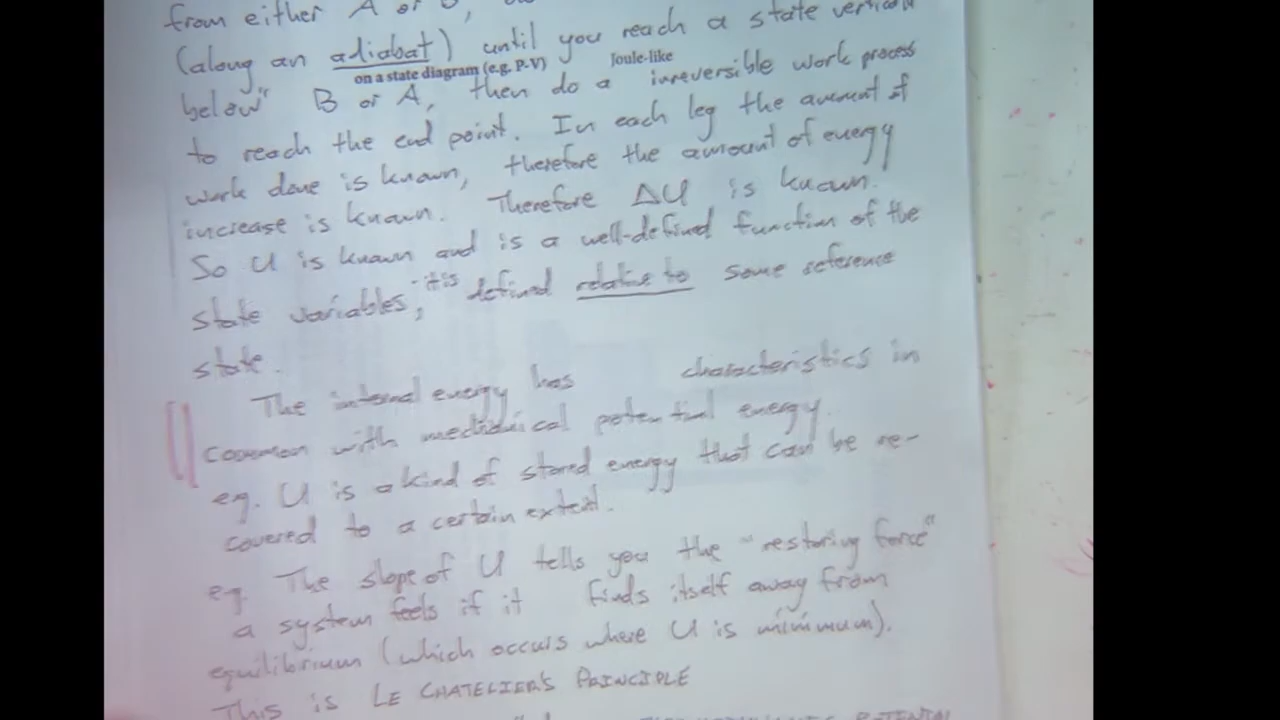 from either A or B,
(along an adiabat) until you reach a state vertically
on a state diagram (e.g. P-V) Joule-like
below" B or A, then do a irreversible work process
to reach the end point. In each leg the amount of
work done is known, therefore the amount of energy
increase is known. Therefore ΔU is known.
So U is known and is a well-defined function of the
state variables, it is defined relative to some reference
state.
The internal energy has characteristics in
common with mechanical potential energy.
eg. U is a kind of stored energy that can be re-
covered to a certain extent.
eg. The slope of U tells you the "restoring force"
a system feels if it finds itself away from
equilibrium (which occurs where U is minimum).
This is LE CHATELIER'S PRINCIPLE
POTENTIAL